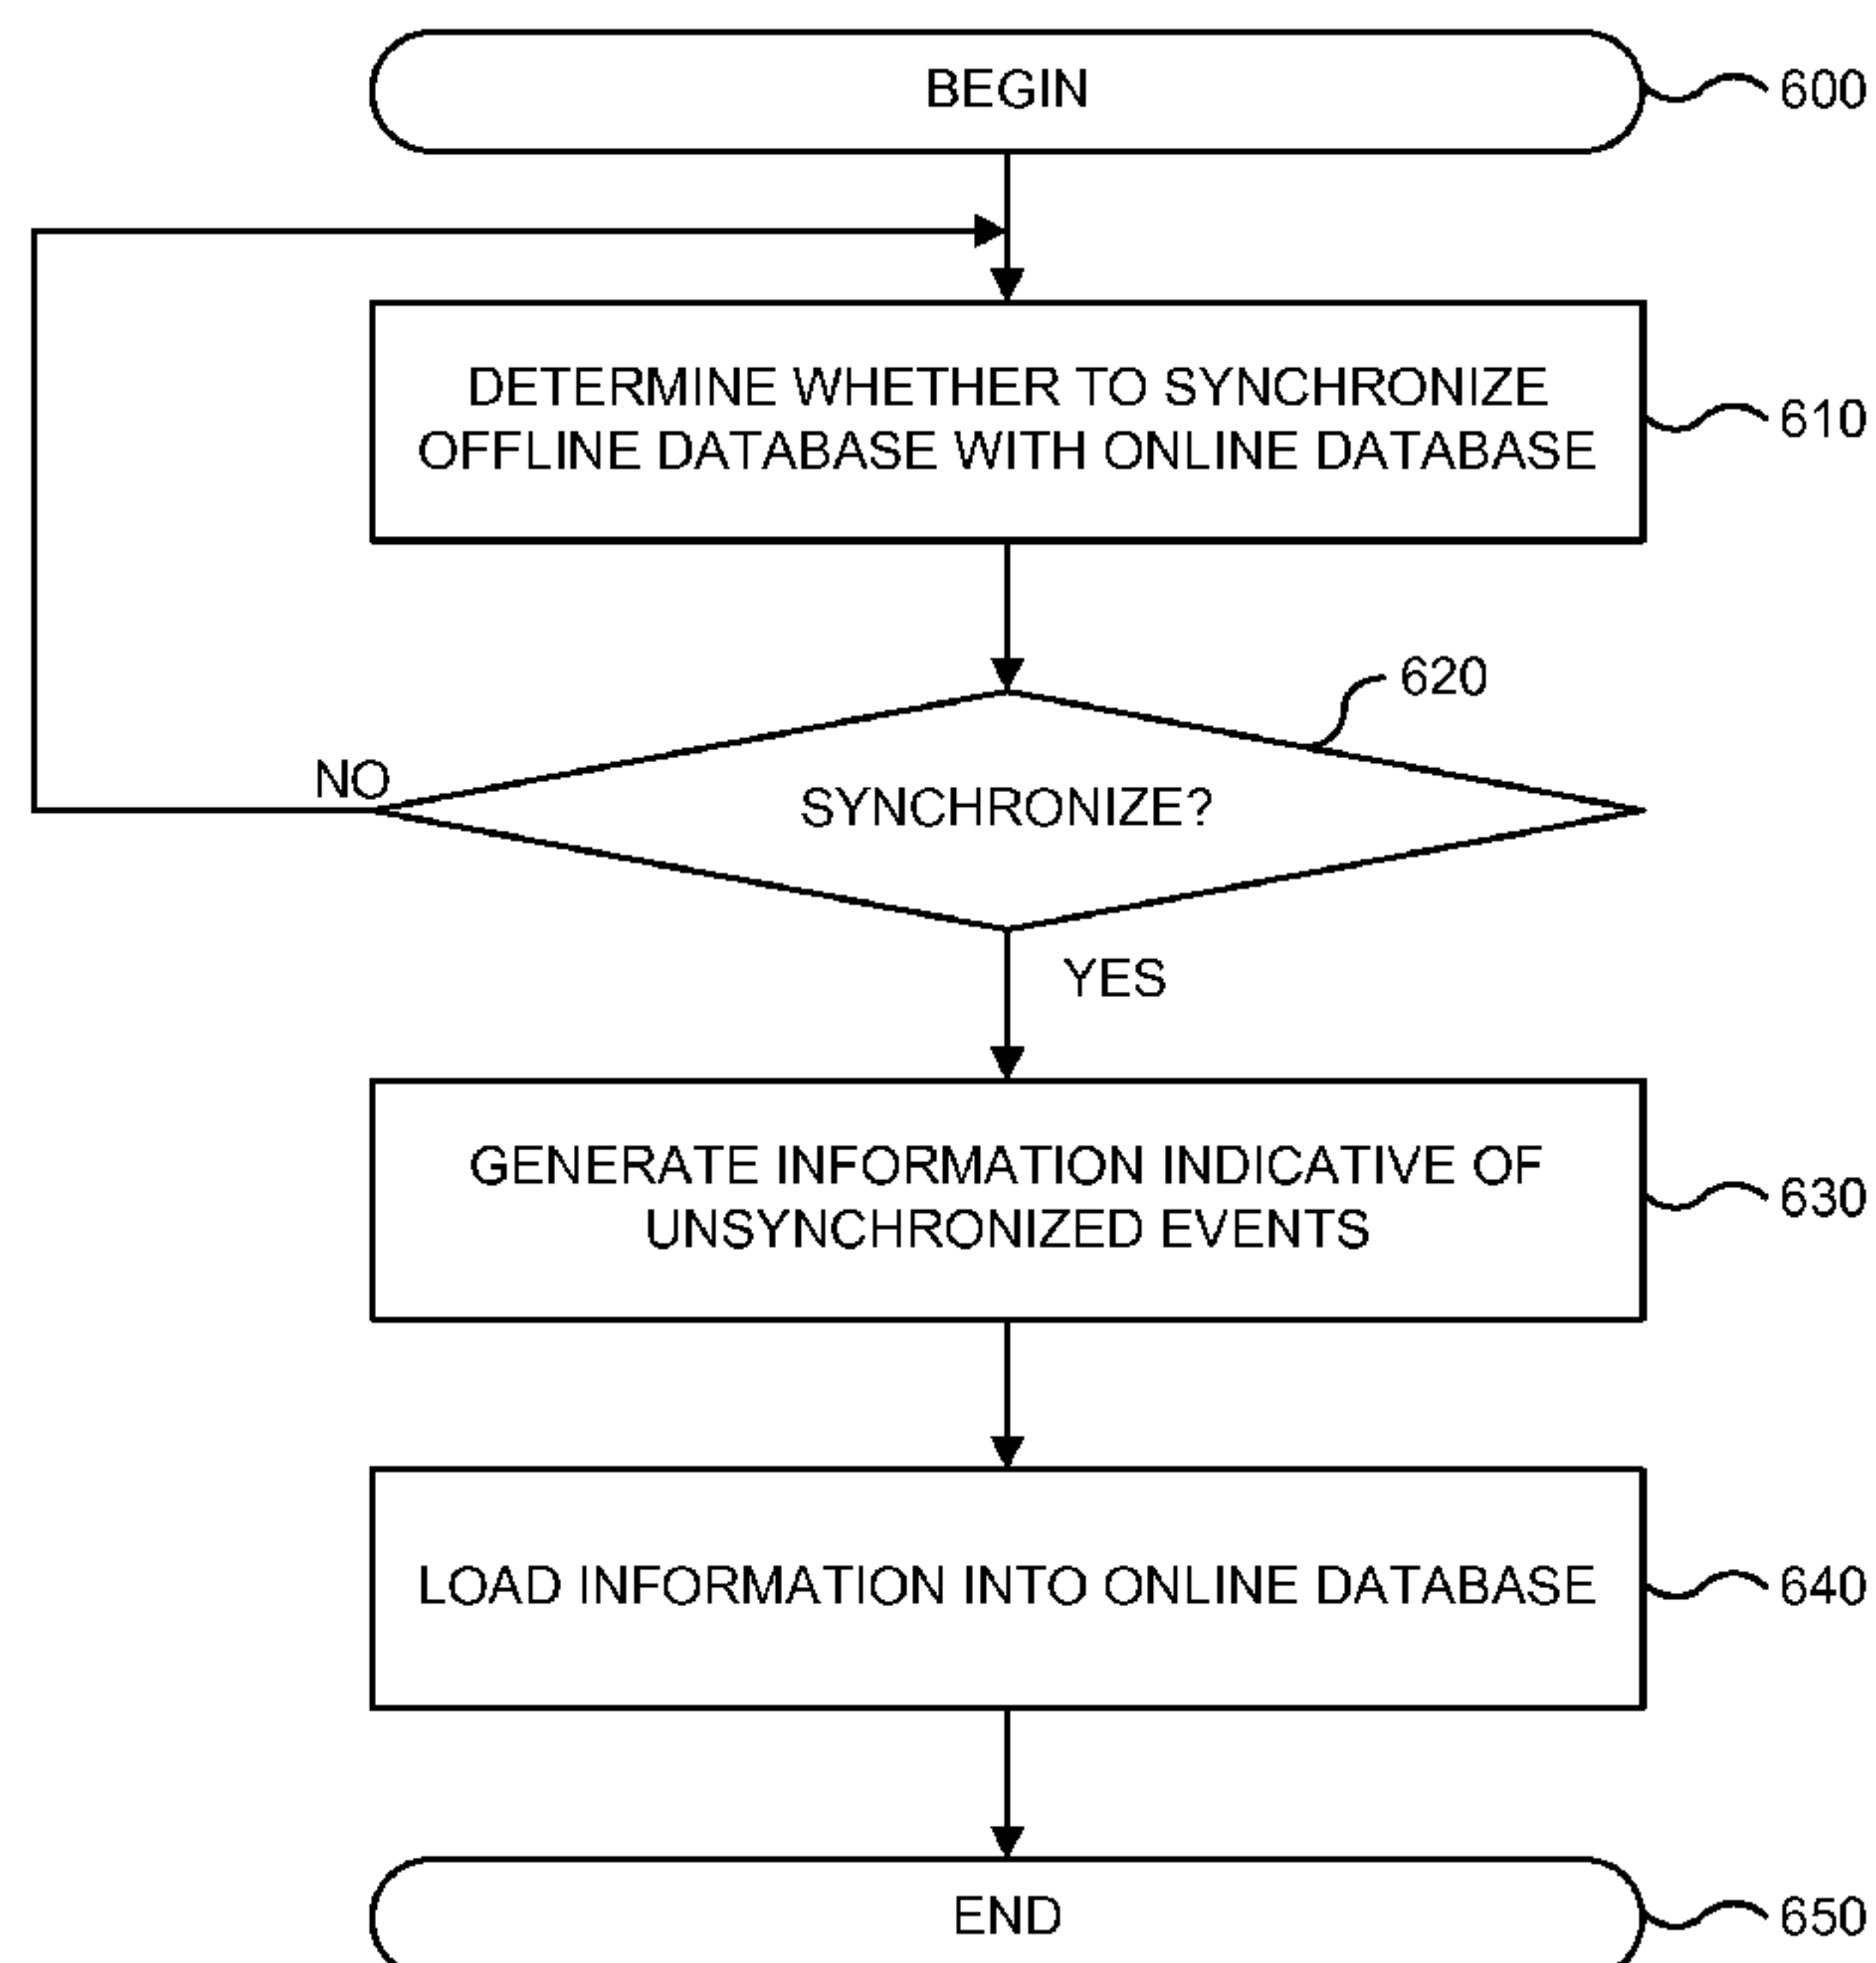 BEGIN
600
DETERMINE WHETHER TO SYNCHRONIZE
OFFLINE DATABASE WITH ONLINE DATABASE
610
620
NO
SYNCHRONIZE?
YES
GENERATE INFORMATION INDICATIVE OF
UNSYNCHRONIZED EVENTS
630
LOAD INFORMATION INTO ONLINE DATABASE
640
END
650